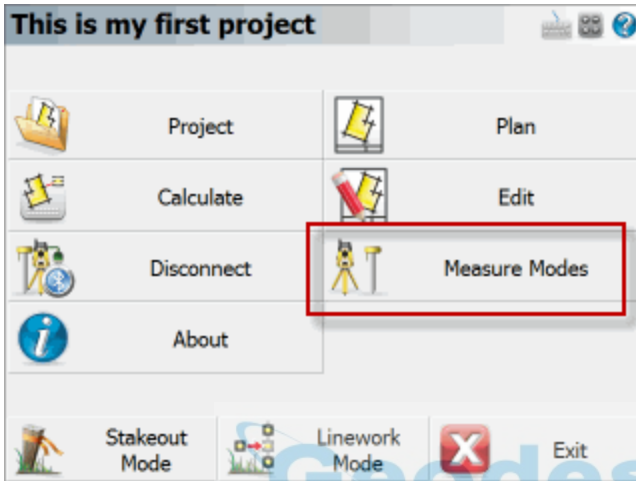 This is my first project
Project
Plan
Calculate
Edit
Disconnect
Measure Modes
About
Stakeout
Mode
Linework
Mode
Exit